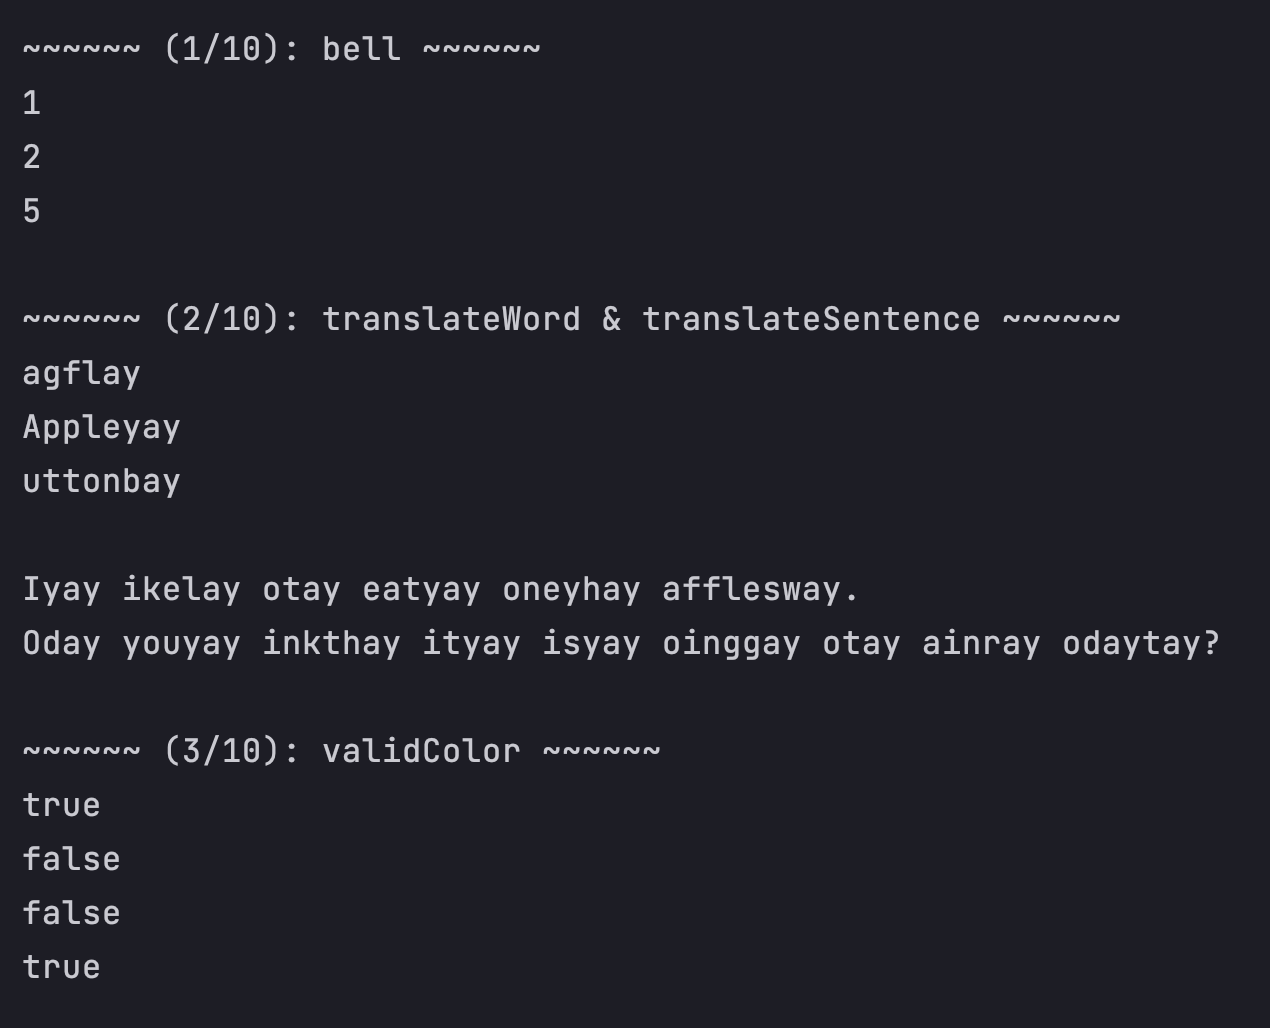 ~~~~~~ (1/10): bell ~~~~~~
1
2
5
~~~~~~ (2/10): translateWord & translateSentence ~~~~~~
agflay
Appleyay
uttonbay
Iyay ikelay otay eatyay oneyhay afflesway.
Oday youyay inkthay ityay isyay oinggay otay ainray odaytay?
~~~~~~ (3/10): validColor ~~~~~~
true
false
false
true